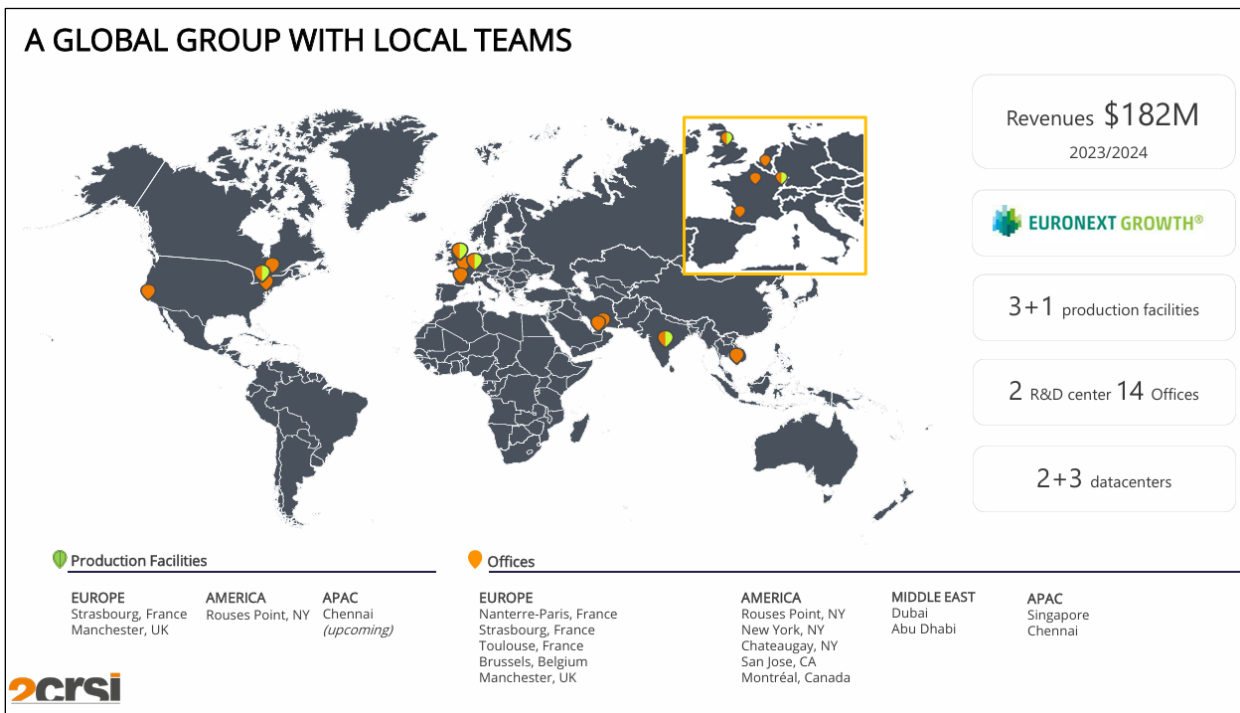 A GLOBAL GROUP WITH LOCAL TEAMS
Revenues $182M
2023/2024
EURONEXT GROWTH®
3+1 production facilities
2 R&D center 14 Offices
2+3 datacenters
Production Facilities
EUROPE
Strasbourg, France
Manchester, UK
AMERICA
Rouses Point, NY
APAC
Chennai
(upcoming)
Offices
EUROPE
Nanterre-Paris, France
Strasbourg, France
Toulouse, France
Brussels, Belgium
Manchester, UK
AMERICA
Rouses Point, NY
New York, NY
Chateaugay, NY
San Jose, CA
Montréal, Canada
MIDDLE EAST
Dubai
Abu Dhabi
APAC
Singapore
Chennai
2crsi